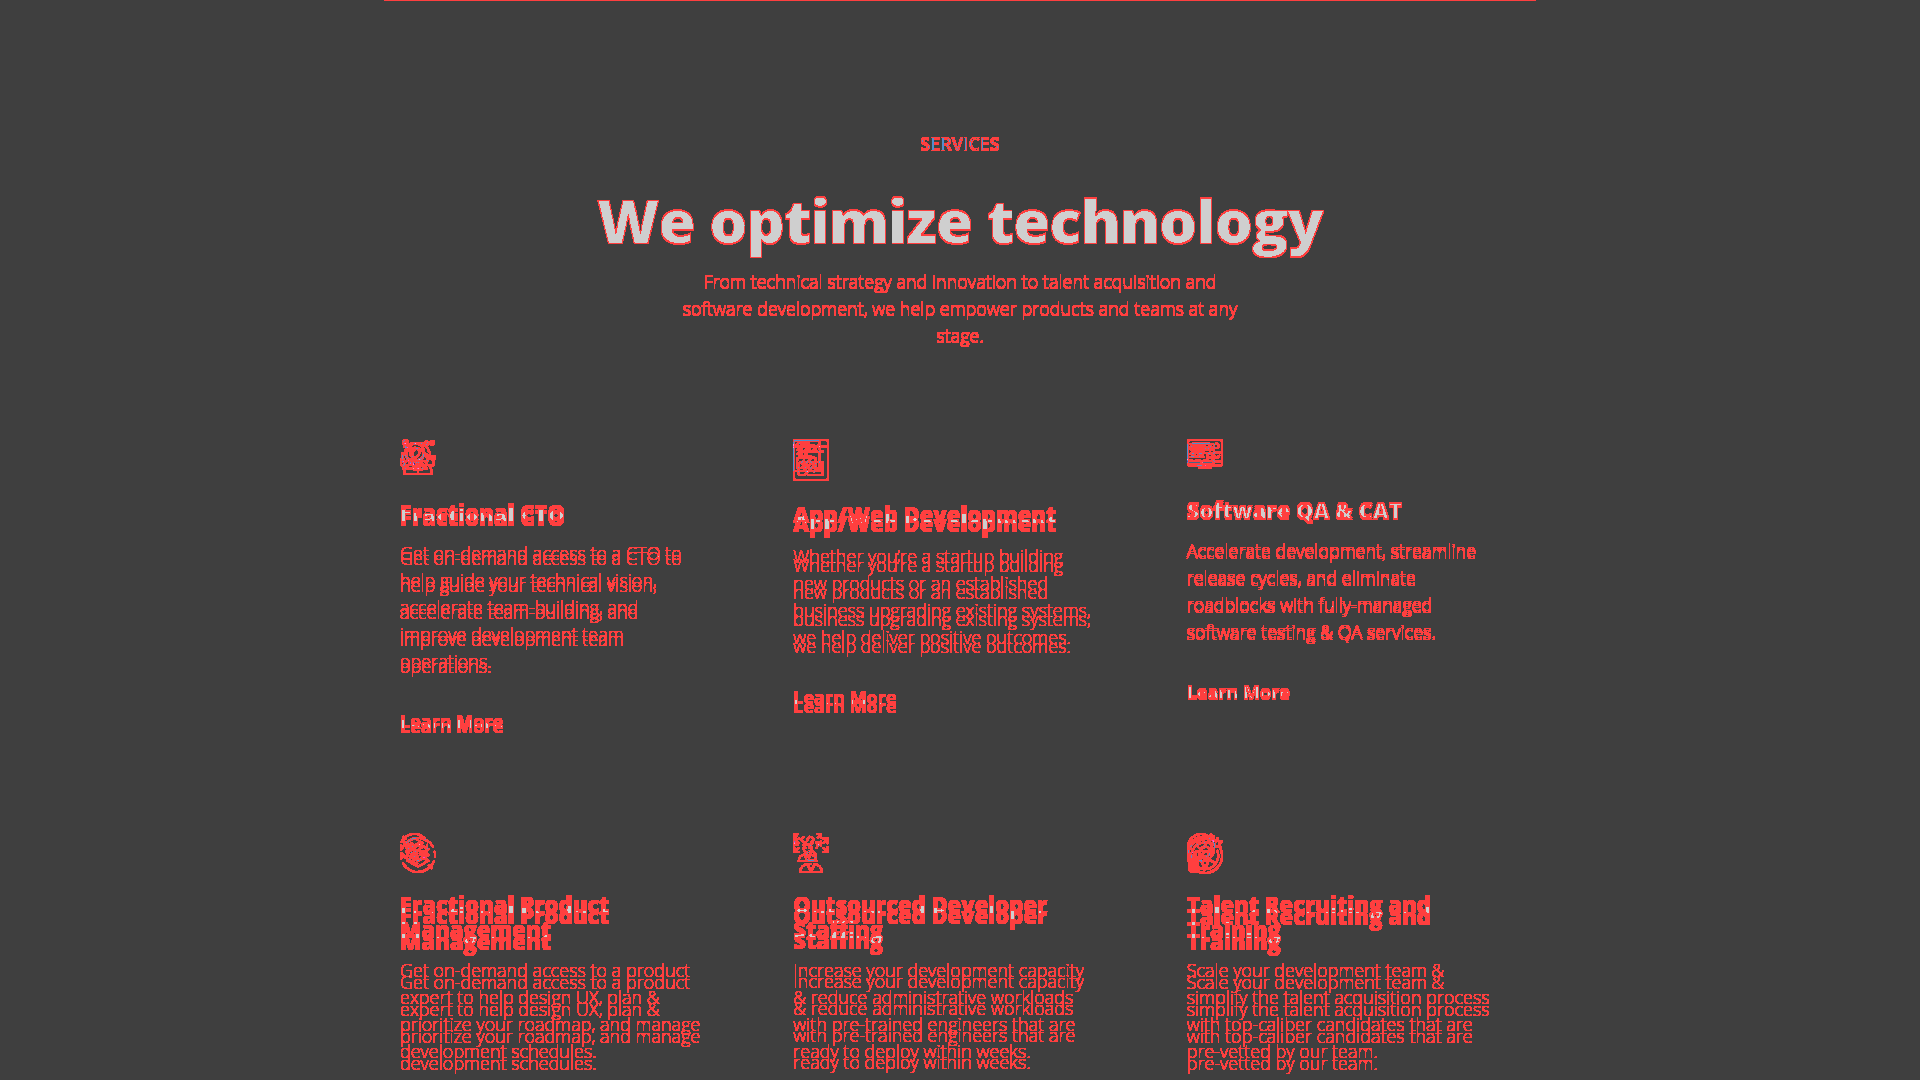 SERVICES
We optimize technology
From technical strategy and innovation to talent acquisition and
software development, we help empower products and teams at any
stage.
Fractional CTO
Get on-demand access to a CTO to
help guide your technical vision,
accelerate team-building, and
improve development team
operations.
Learn More
App/Web Development
Whether you're a startup building
new products or an established
business upgrading existing systems,
we help deliver positive outcomes.
Learn More
Software QA & CAT
Accelerate development, streamline
release cycles, and eliminate
roadblocks with fully-managed
software testing & QA services.
Learn More
Fractional Product
Management
Get on-demand access to a product
expert to help design UX, plan &
prioritize your roadmap, and manage
development schedules.
Outsourced Developer
Staffing
Increase your development capacity
& reduce administrative workloads
with pre-trained engineers that are
ready to deploy within weeks.
Talent Recruiting and
Training
Scale your development team &
simplify the talent acquisition process
with top-caliber candidates that are
pre-vetted by our team.